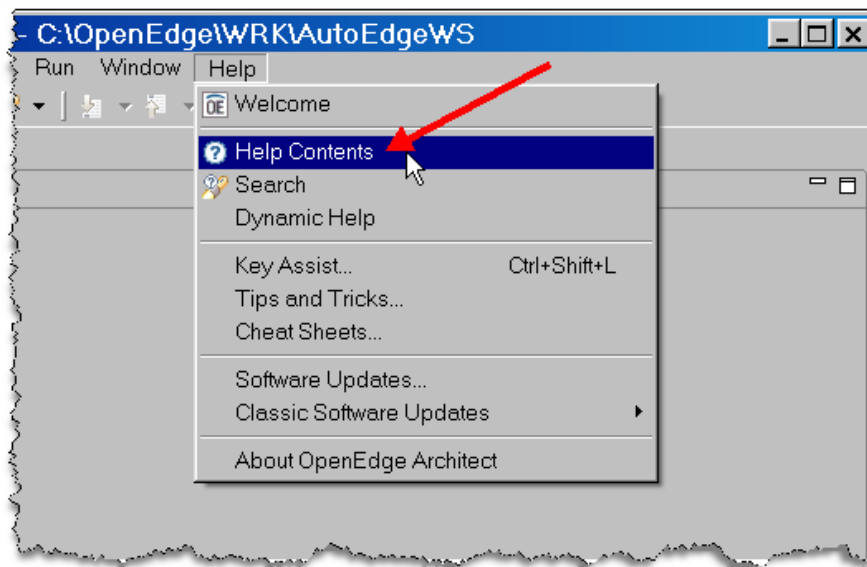 - C:\OpenEdge\WRK\AutoEdgeWS
Run Window Help
OE Welcome
Help Contents
Search
Dynamic Help
Key Assist... Ctrl+Shift+L
Tips and Tricks...
Cheat Sheets...
Software Updates...
Classic Software Updates
About OpenEdge Architect